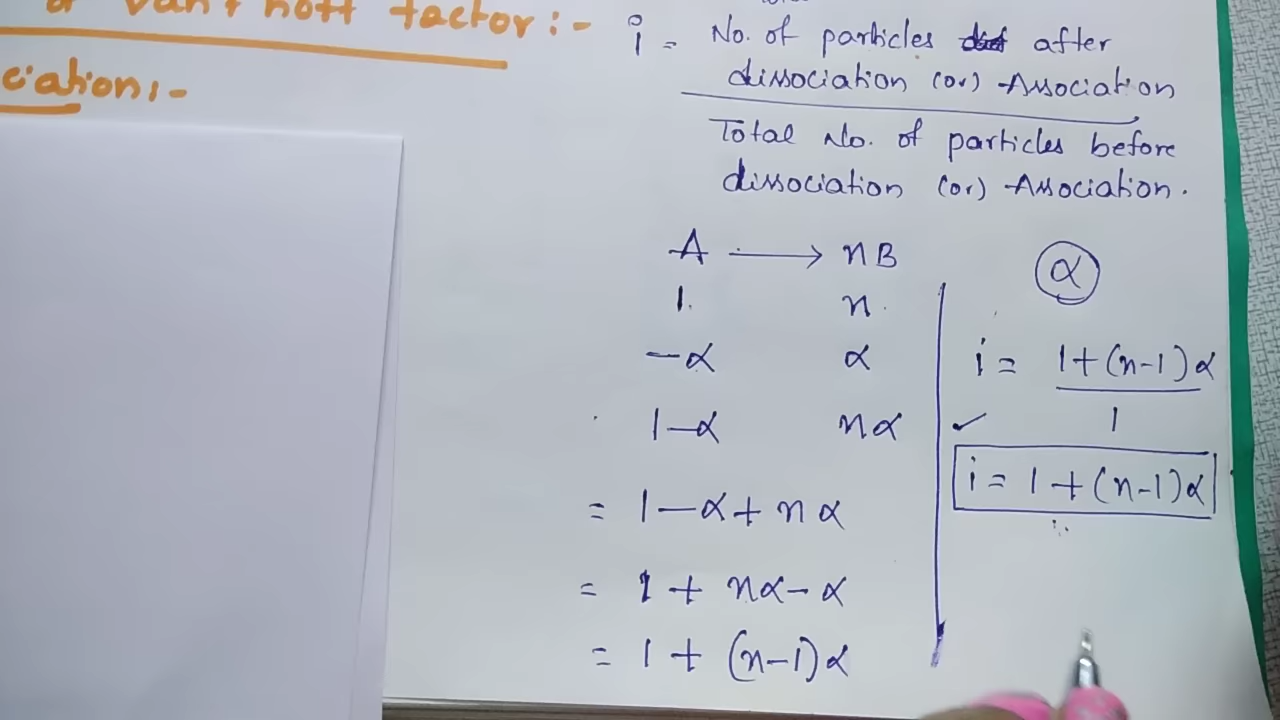 Van't hoff factor:-
ciation:-
i = No. of particles after
dissociation (or) Association
Total No. of particles before
dissociation (or) Association.
A → nB
1. n.
-α α
1-α nα
= 1-α+nα
= 1+nα-α
= 1+(n-1)α
α
i = 1+(n-1)α
1
✓
i = 1+(n-1)α